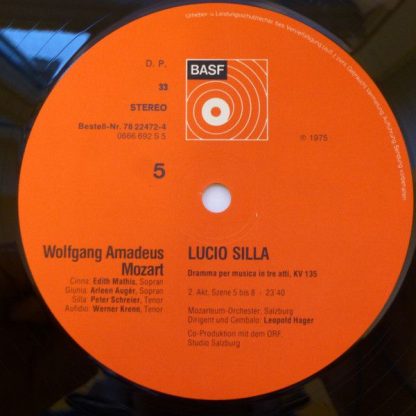 Urheber- u. Leistungsschutzrechte
D. P.
33
STEREO
Bestell-Nr. 78 22472-4
0666 692 S 5
BASF
℗ 1975
5
Wolfgang Amadeus
Mozart
Cinna: Edith Mathis, Sopran
Giunia: Arleen Augér, Sopran
Silla: Peter Schreier, Tenor
Aufidio: Werner Krenn, Tenor
LUCIO SILLA
Dramma per musica in tre atti, KV 135
2. Akt, Szene 5 bis 8 - 23'40
Mozarteum-Orchester, Salzburg
Dirigent und Cembalo: Leopold Hager
Co-Produktion mit dem ORF
Studio Salzburg